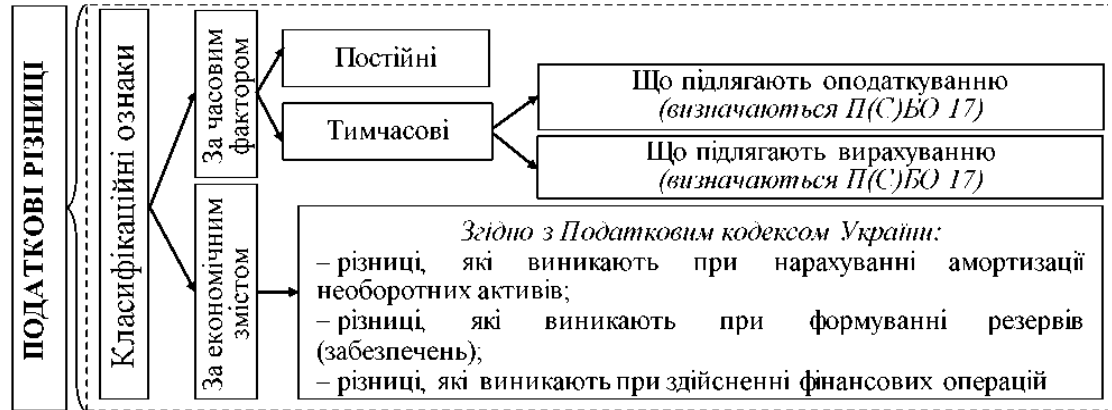 ПОДАТКОВІ РІЗНИЦІ
Класифікаційні ознаки
За часовим
фактором
Постійні
Тимчасові
Що підлягають оподаткуванню
(визначаються П(С)БО 17)
Що підлягають вирахуванню
(визначаються П(С)БО 17)
За економічним
змістом
Згідно з Податковим кодексом України:
– різниці, які виникають при нарахуванні амортизації
необоротних активів;
– різниці, які виникають при формуванні резервів
(забезпечень);
– різниці, які виникають при здійсненні фінансових операцій